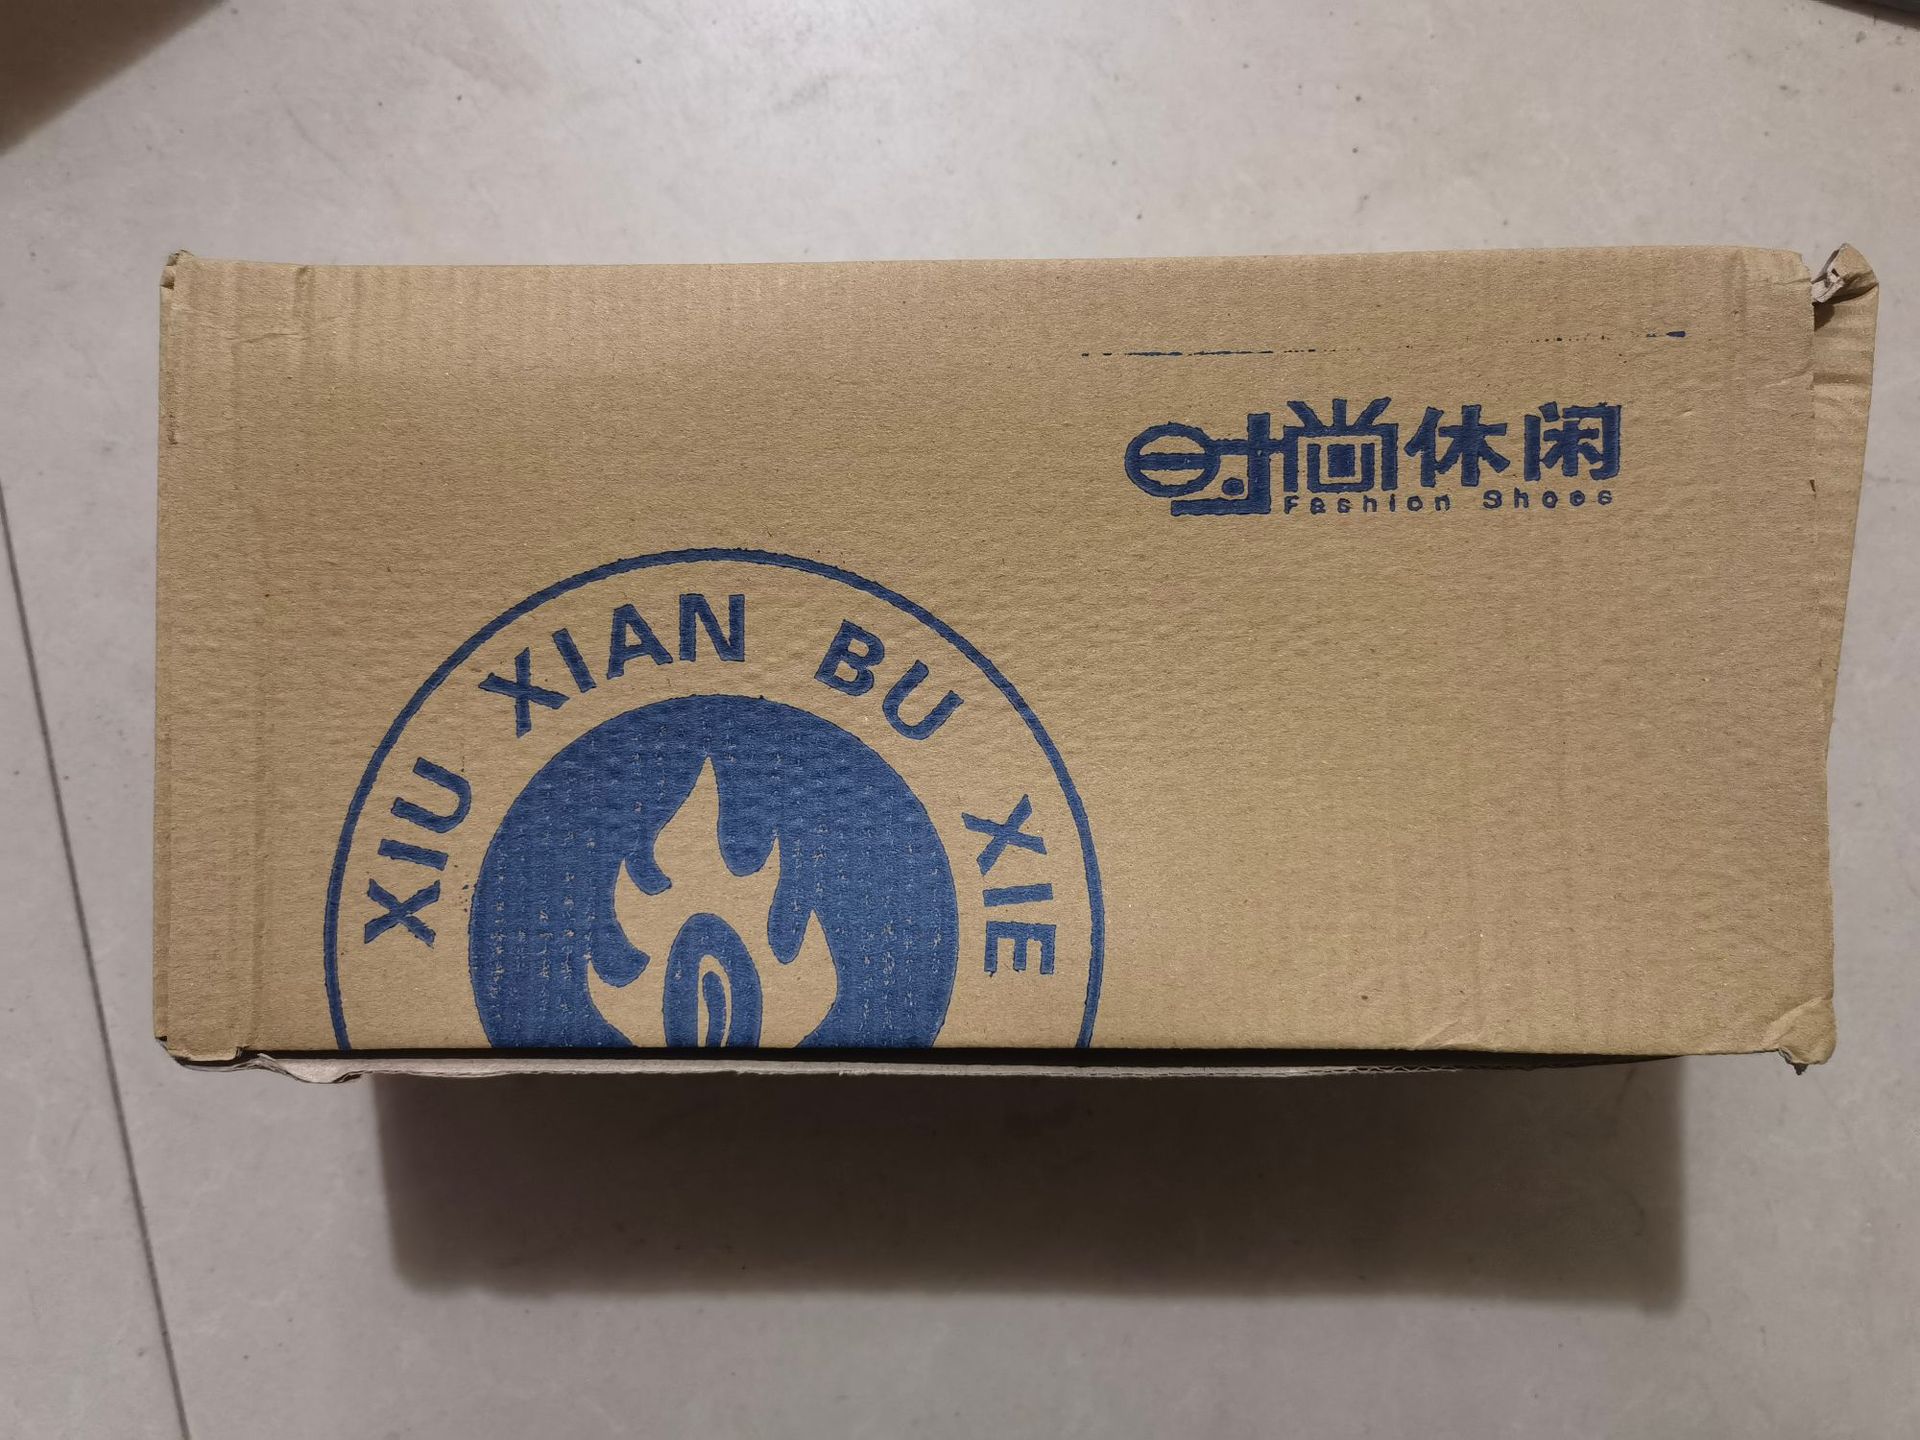 时尚休闲
Fashion Shoes
XIU XIAN BU XIE